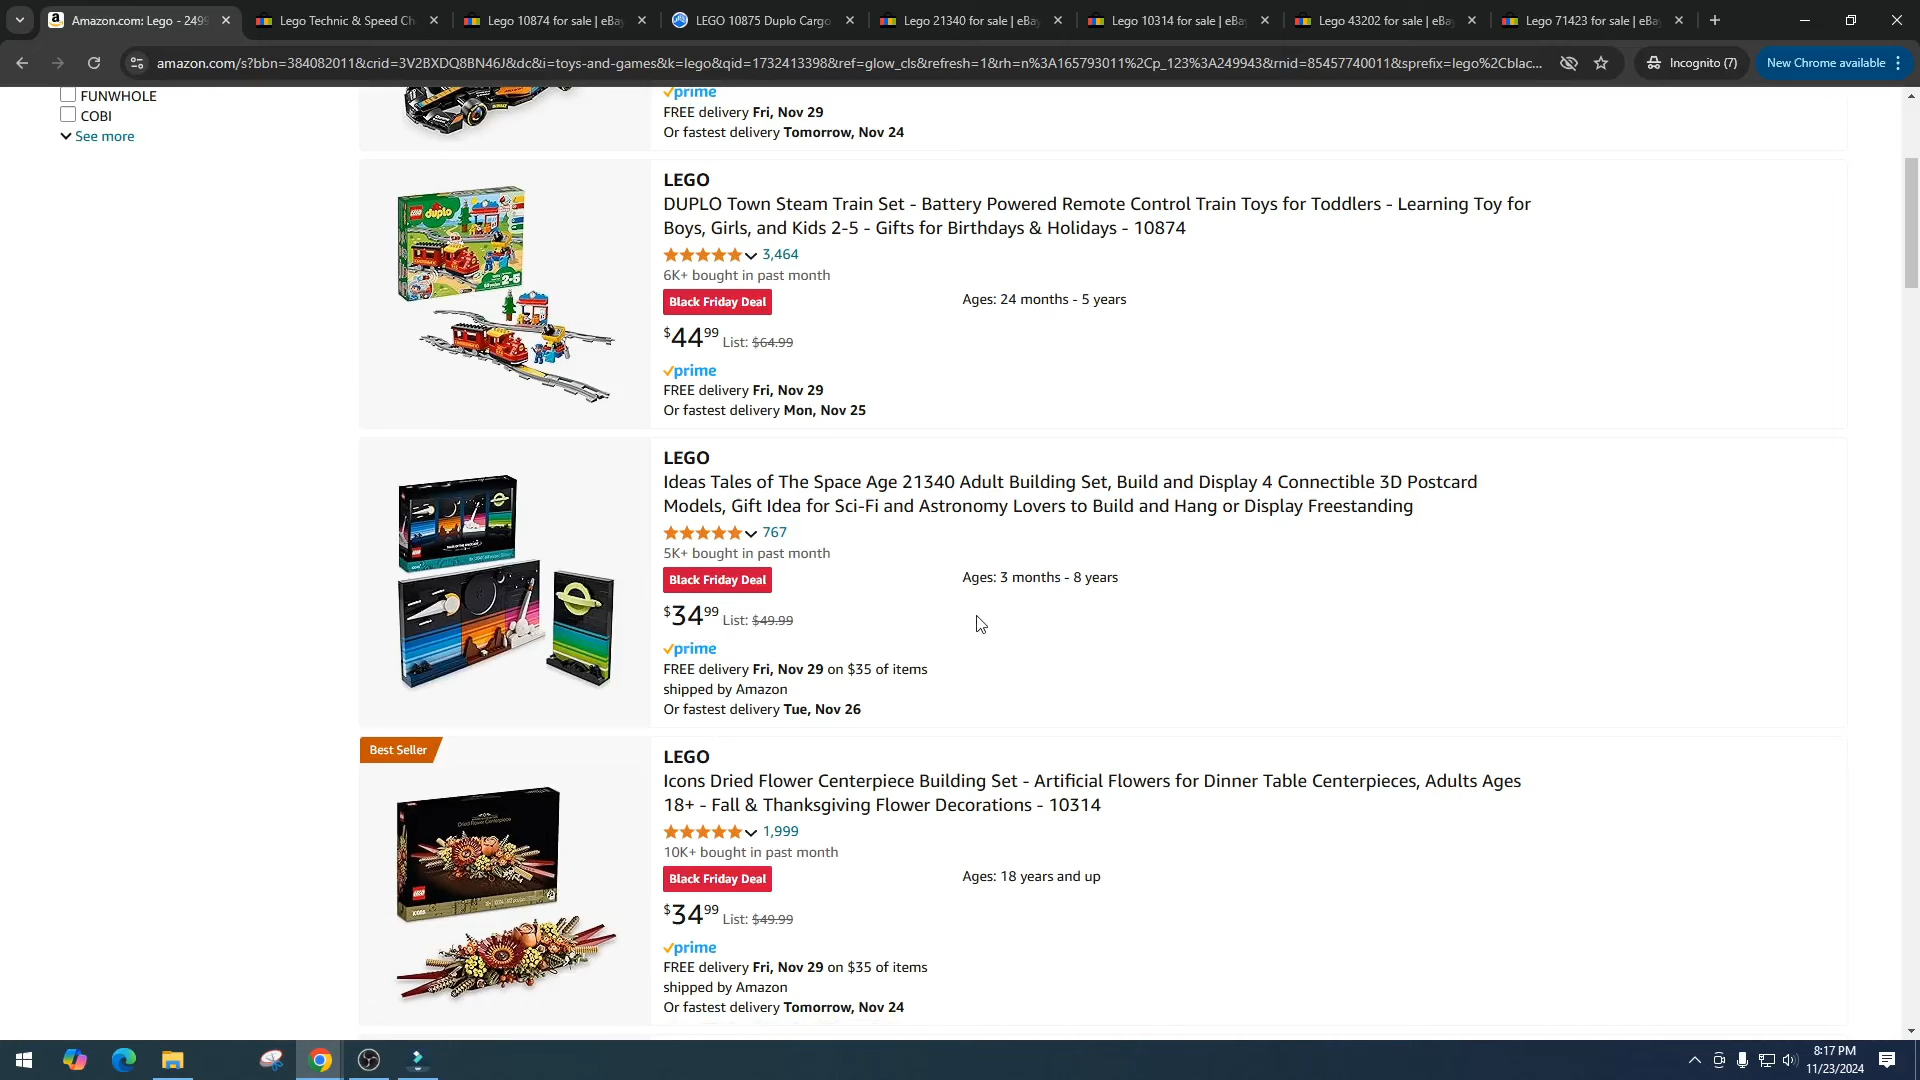 Amazon.com: Lego - 249
Lego Technic & Speed Ch
Lego 10874 for sale | eBa
LEGO 10875 Duplo Cargo
Lego 21340 for sale | eBa
Lego 10314 for sale | eBa
Lego 43202 for sale | eBa
Lego 71423 for sale | eBa
amazon.com/s?bbn=384082011&crid=3V2BXDQ8BN46J&dc&i=toys-and-games&k=lego&qid=1732413398&ref=glow_cls&refresh=1&rh=n%3A165793011%2Cp_123%3A249943&rnid=85457740011&sprefix=lego%2Cblac...
Incognito (7)
New Chrome available
FUNWHOLE
COBI
See more
prime
FREE delivery Fri, Nov 29
Or fastest delivery Tomorrow, Nov 24
LEGO
DUPLO Town Steam Train Set - Battery Powered Remote Control Train Toys for Toddlers - Learning Toy for
Boys, Girls, and Kids 2-5 - Gifts for Birthdays & Holidays - 10874
3,464
6K+ bought in past month
Black Friday Deal
Ages: 24 months - 5 years
$44.99 List: $64.99
prime
FREE delivery Fri, Nov 29
Or fastest delivery Mon, Nov 25
LEGO
Ideas Tales of The Space Age 21340 Adult Building Set, Build and Display 4 Connectible 3D Postcard
Models, Gift Idea for Sci-Fi and Astronomy Lovers to Build and Hang or Display Freestanding
767
5K+ bought in past month
Black Friday Deal
Ages: 3 months - 8 years
$34.99 List: $49.99
prime
FREE delivery Fri, Nov 29 on $35 of items
shipped by Amazon
Or fastest delivery Tue, Nov 26
Best Seller
LEGO
Icons Dried Flower Centerpiece Building Set - Artificial Flowers for Dinner Table Centerpieces, Adults Ages
18+ - Fall & Thanksgiving Flower Decorations - 10314
1,999
10K+ bought in past month
Black Friday Deal
Ages: 18 years and up
$34.99 List: $49.99
prime
FREE delivery Fri, Nov 29 on $35 of items
shipped by Amazon
Or fastest delivery Tomorrow, Nov 24
8:17 PM
11/23/2024